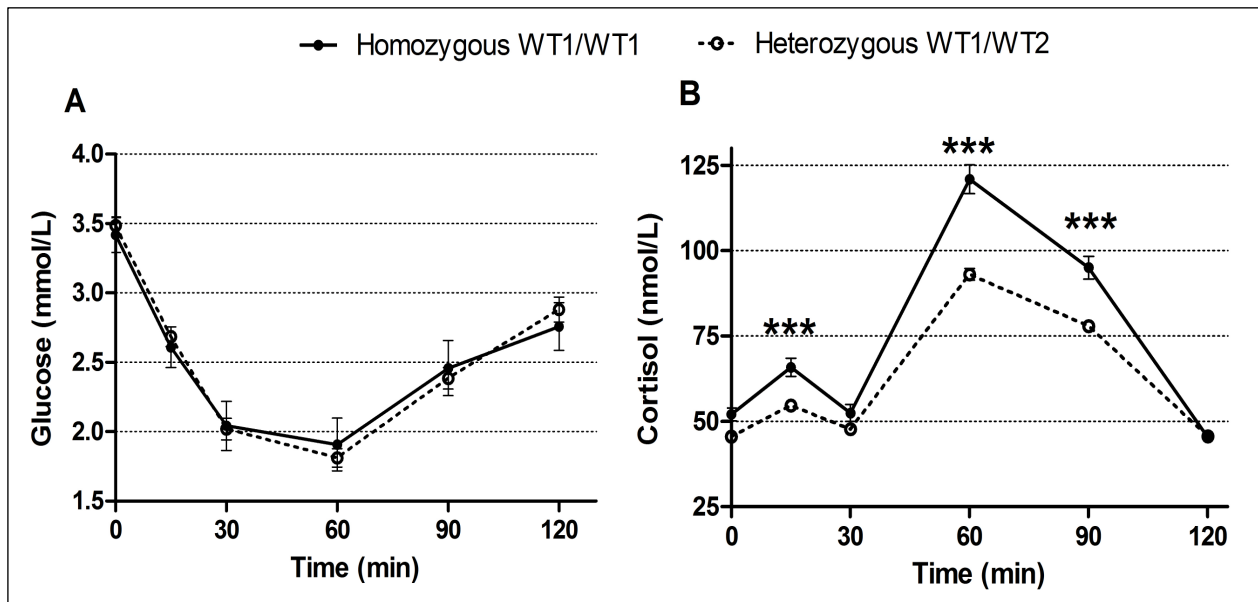 Homozygous WT1/WT1 Heterozygous WT1/WT2
A
4.0
3.5
3.0
2.5
2.0
1.5
Glucose (mmol/L)
0 30 60 90 120
Time (min)
B
125
100
75
50
25
Cortisol (nmol/L)
***
***
***
0 30 60 90 120
Time (min)